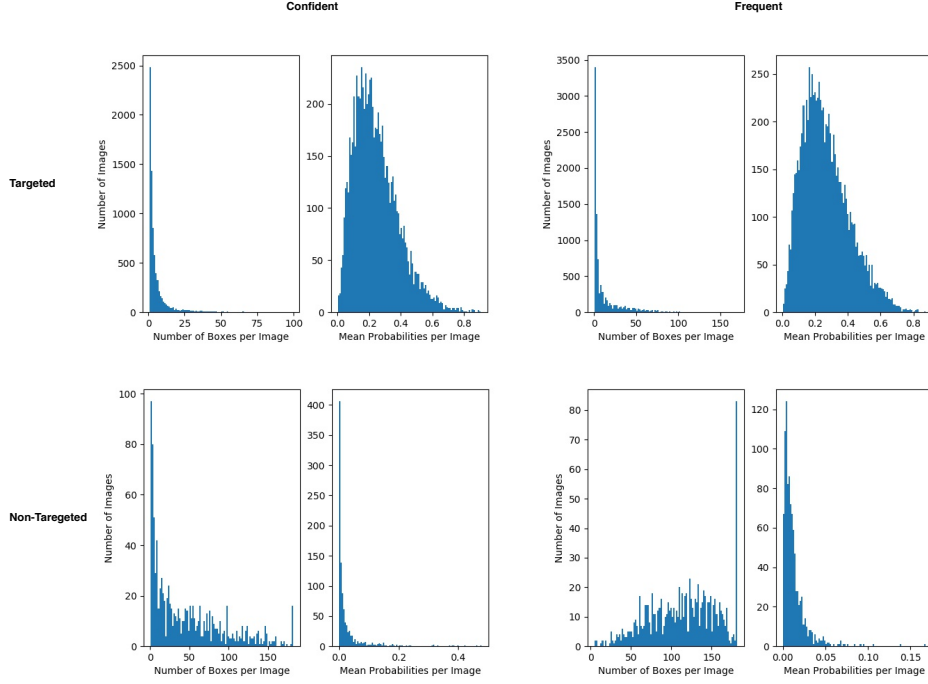 Confident
Frequent
Targeted
Number of Images
2500
2000
1500
1000
500
0
0 25 50 75 100
Number of Boxes per Image
200
150
100
50
0
0.0 0.2 0.4 0.6 0.8
Mean Probabilities per Image
Number of Images
3500
3000
2500
2000
1500
1000
500
0
0 50 100 150
Number of Boxes per Image
250
200
150
100
50
0
0.0 0.2 0.4 0.6 0.8
Mean Probabilities per Image
Non-Taregeted
Number of Images
100
80
60
40
20
0
0 50 100 150
Number of Boxes per Image
400
350
300
250
200
150
100
50
0
0.0 0.2 0.4
Mean Probabilities per Image
Number of Images
80
70
60
50
40
30
20
10
0
0 50 100 150
Number of Boxes per Image
120
100
80
60
40
20
0
0.00 0.05 0.10 0.15
Mean Probabilities per Image